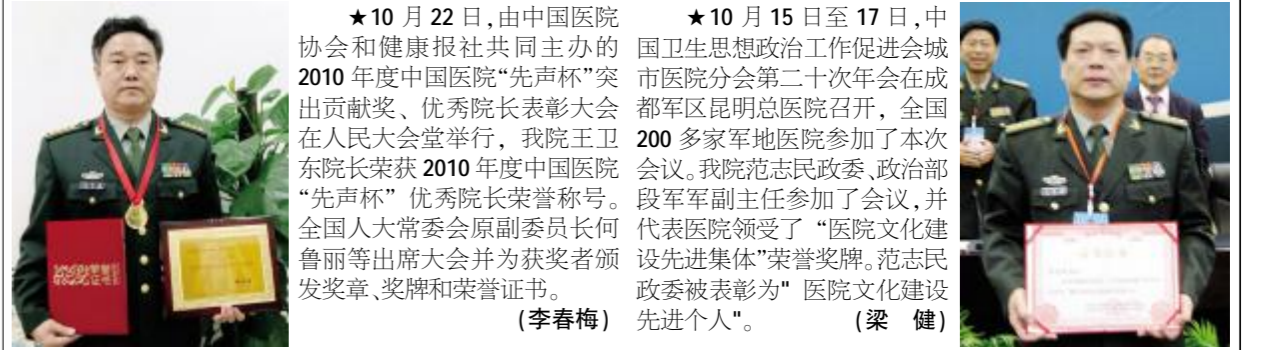 ★10 月 22 日,由中国医院
协会和健康报社共同主办的
2010 年度中国医院“先声杯”突
出贡献奖、优秀院长表彰大会
在人民大会堂举行，我院王卫
东院长荣获 2010 年度中国医院
“先声杯”优秀院长荣誉称号。
全国人大常委会原副委员长何
鲁丽等出席大会并为获奖者颁
发奖章、奖牌和荣誉证书。
(李春梅)
★10 月 15 日至 17 日,中
国卫生思想政治工作促进会城
市医院分会第二十次年会在成
都军区昆明总医院召开，全国
200 多家军地医院参加了本次
会议。我院范志民政委、政治部
段军军副主任参加了会议,并
代表医院领受了“医院文化建
设先进集体”荣誉奖牌。范志民
政委被表彰为" 医院文化建设
先进个人"。
(梁　健)